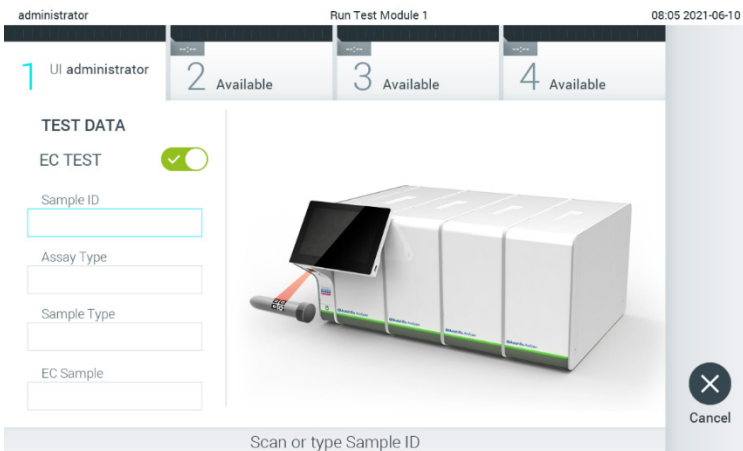 administrator
Run Test Module 1
08:05 2021-06-10
--:--
--:--
--:--
1 UI administrator
2 Available
3 Available
4 Available
TEST DATA
EC TEST
Sample ID
Assay Type
Sample Type
EC Sample
Cancel
Scan or type Sample ID